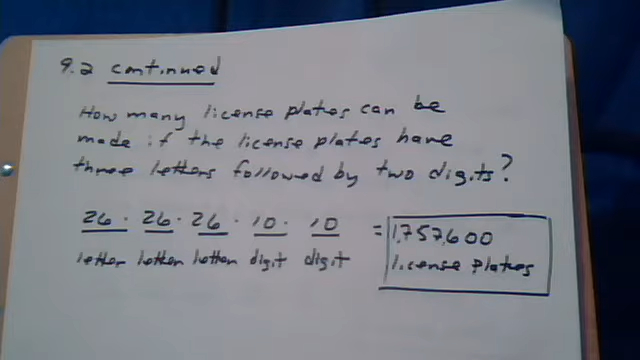 9.2 continued
How many license plates can be
made if the license plates have
three letters followed by two digits?
26 · 26 · 26 · 10 · 10 = 1,757,600
letter letter letter digit digit license plates